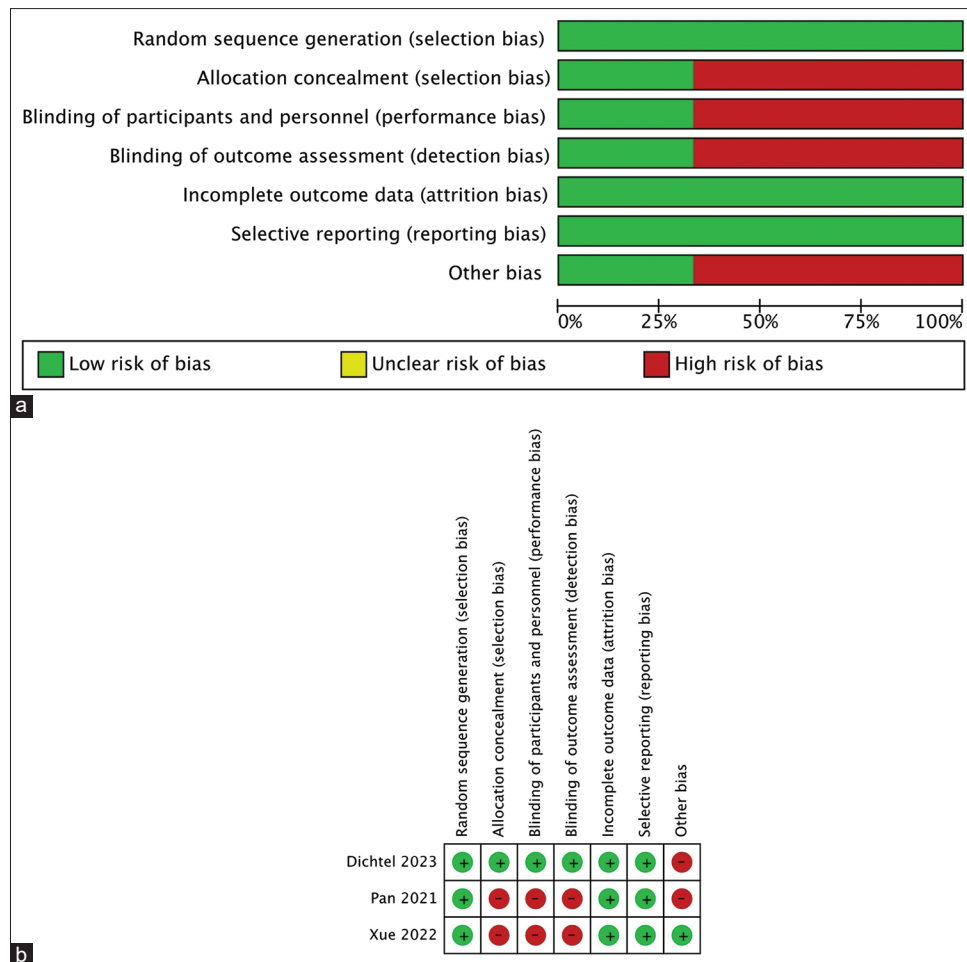 Random sequence generation (selection bias)
Allocation concealment (selection bias)
Blinding of participants and personnel (performance bias)
Blinding of outcome assessment (detection bias)
Incomplete outcome data (attrition bias)
Selective reporting (reporting bias)
Other bias
0% 25% 50% 75% 100%
Low risk of bias Unclear risk of bias High risk of bias
a
Random sequence generation (selection bias)
Allocation concealment (selection bias)
Blinding of participants and personnel (performance bias)
Blinding of outcome assessment (detection bias)
Incomplete outcome data (attrition bias)
Selective reporting (reporting bias)
Other bias
Dichtel 2023 + + + + + + -
Pan 2021 + - - - + + -
Xue 2022 + - - - + + +
b